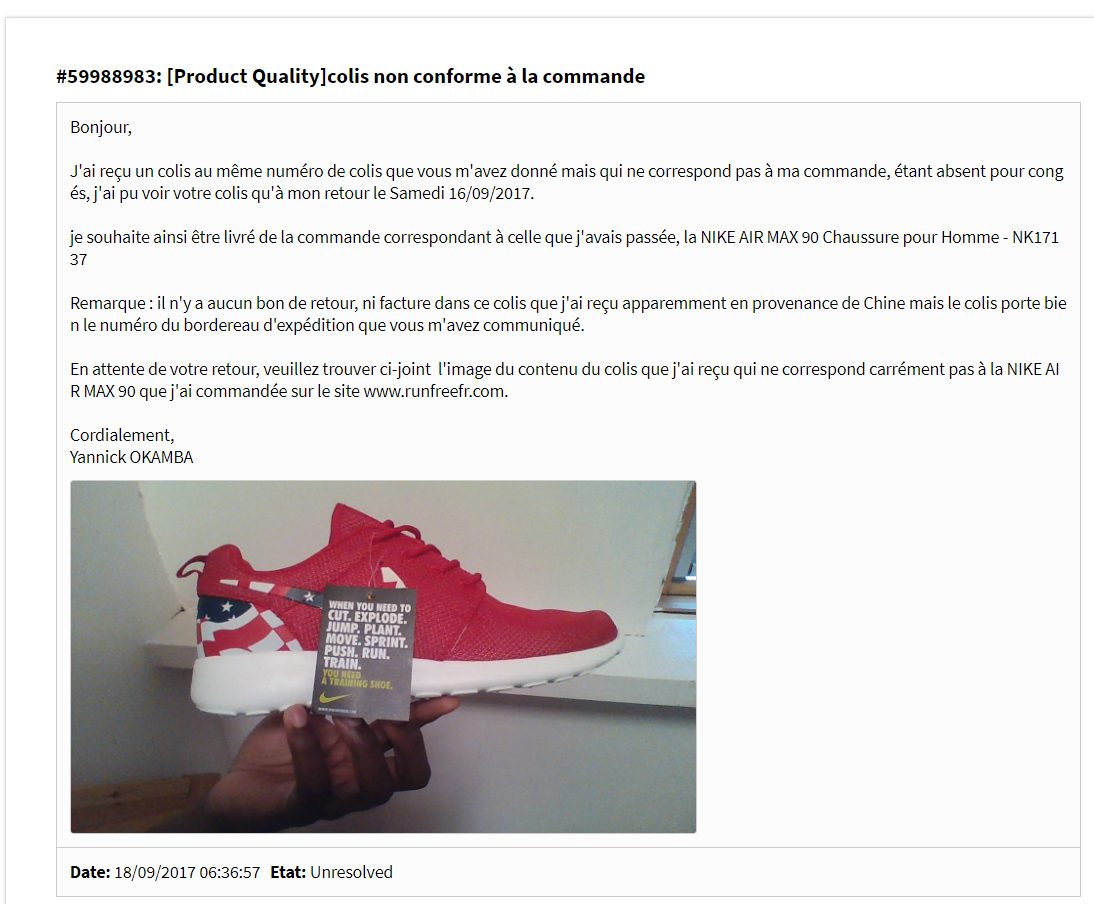 #59988983: [Product Quality]colis non conforme à la commande
Bonjour,
J'ai reçu un colis au même numéro de colis que vous m'avez donné mais qui ne correspond pas à ma commande, étant absent pour cong
és, j'ai pu voir votre colis qu'à mon retour le Samedi 16/09/2017.
je souhaite ainsi être livré de la commande correspondant à celle que j'avais passée, la NIKE AIR MAX 90 Chaussure pour Homme - NK171
37
Remarque : il n'y a aucun bon de retour, ni facture dans ce colis que j'ai reçu apparemment en provenance de Chine mais le colis porte bie
n le numéro du bordereau d'expédition que vous m'avez communiqué.
En attente de votre retour, veuillez trouver ci-joint  l'image du contenu du colis que j'ai reçu qui ne correspond carrément pas à la NIKE AI
R MAX 90 que j'ai commandée sur le site www.runfreefr.com.
Cordialement,
Yannick OKAMBA
WHEN YOU NEED TO
CUT. EXPLODE.
JUMP. PLANT.
MOVE. SPRINT.
PUSH. RUN.
TRAIN.
YOU NEED
A TRAINING SHOE.
Date: 18/09/2017 06:36:57 Etat: Unresolved